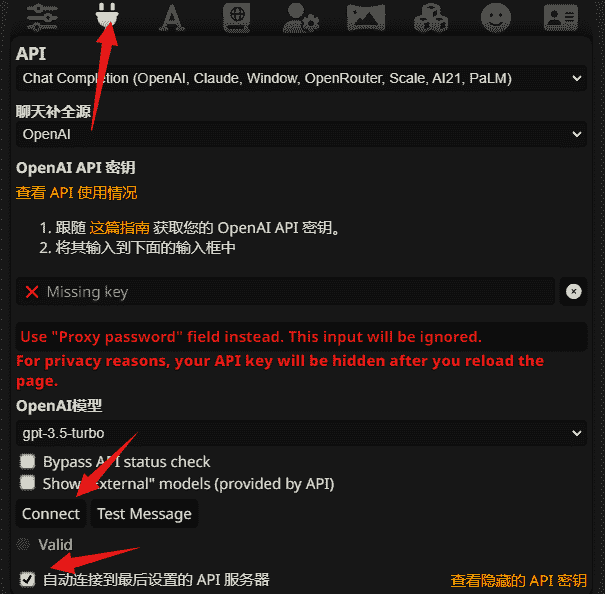 API
Chat Completion (OpenAI, Claude, Window, OpenRouter, Scale, AI21, PaLM)
聊天补全源
OpenAI
OpenAI API 密钥
查看 API 使用情况
1. 跟随 这篇指南 获取您的 OpenAI API 密钥。
2. 将其输入到下面的输入框中
Missing key
Use "Proxy password" field instead. This input will be ignored.
For privacy reasons, your API key will be hidden after you reload the
page.
OpenAI模型
gpt-3.5-turbo
Bypass API status check
Show "external" models (provided by API)
Connect Test Message
Valid
自动连接到最后设置的 API 服务器 查看隐藏的 API 密钥